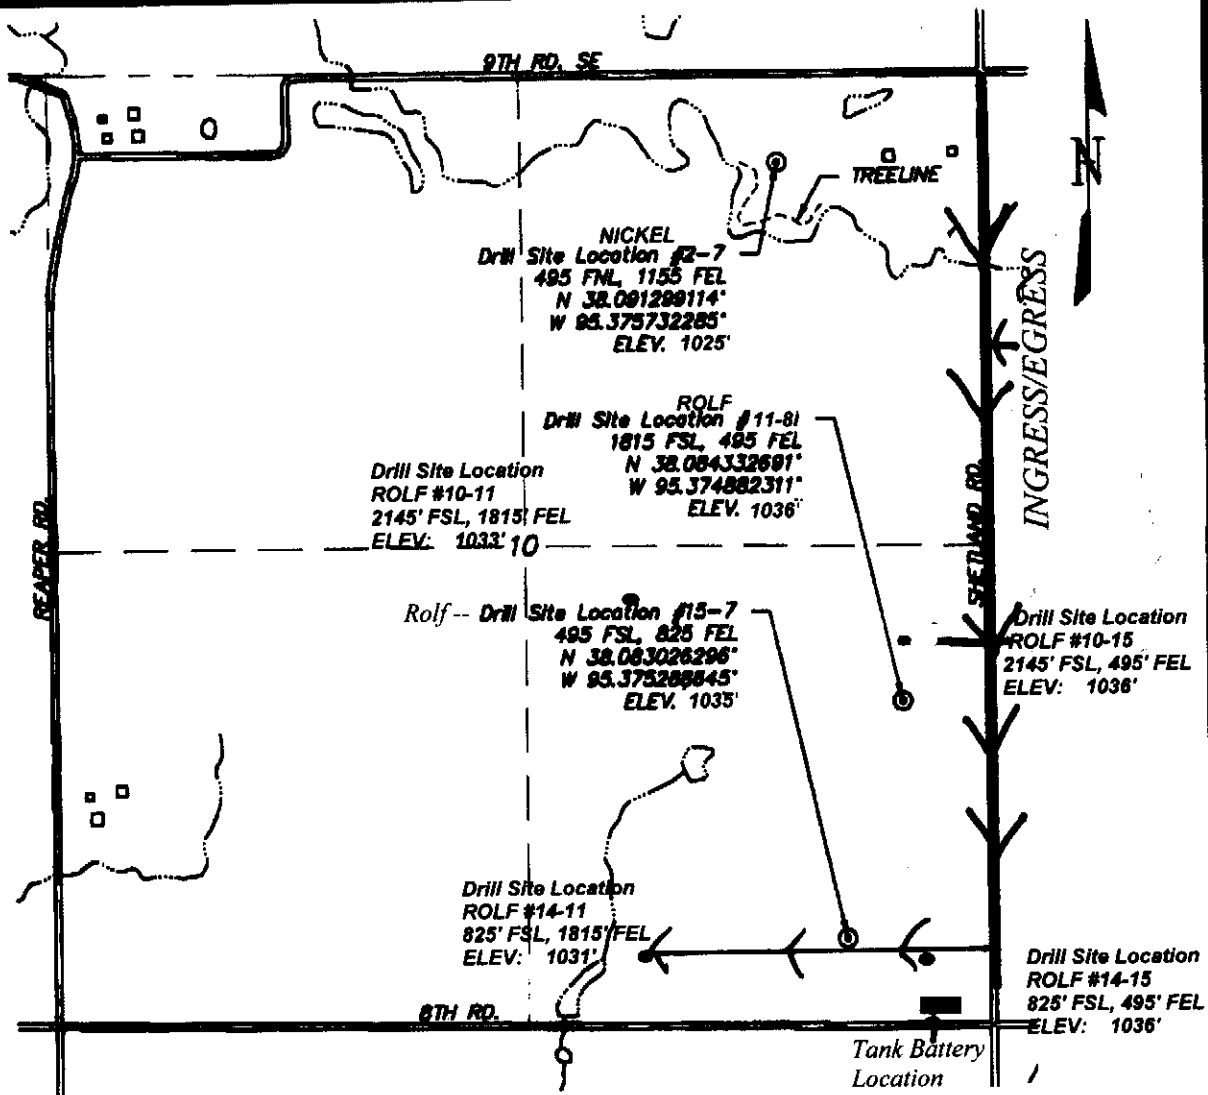 9TH RD. SE
N
TREELINE
NICKEL
Drill Site Location #2-7
495 FNL, 1155 FEL
N 38.091299114°
W 95.375732285°
ELEV. 1025'
INGRESS/EGRESS
ROLF
Drill Site Location #11-8I
1815 FSL, 495 FEL
N 38.084332691°
W 95.374882311°
ELEV. 1036'
Drill Site Location
ROLF #10-11
2145' FSL, 1815' FEL
ELEV: 1033'
10
REAPER RD.
SHETLAND RD.
Rolf -- Drill Site Location #15-7
495 FSL, 825 FEL
N 38.083026296°
W 95.375288845°
ELEV. 1035'
Drill Site Location
ROLF #10-15
2145' FSL, 495' FEL
ELEV: 1036'
Drill Site Location
ROLF #14-11
825' FSL, 1815' FEL
ELEV: 1031'
Drill Site Location
ROLF #14-15
825' FSL, 495' FEL
ELEV: 1036'
8TH RD.
Tank Battery
Location